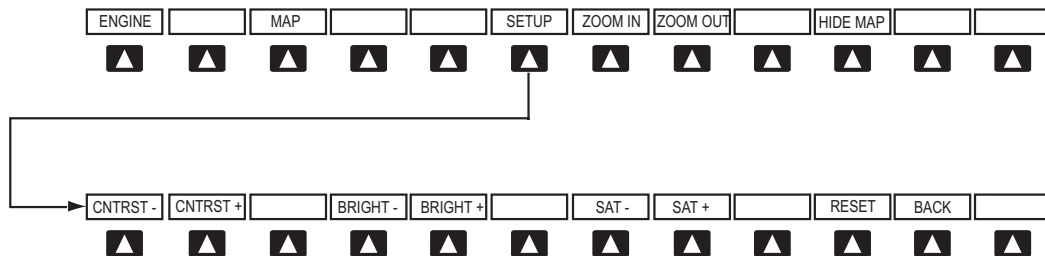 ENGINE MAP SETUP ZOOM IN ZOOM OUT HIDE MAP
CNTRST - CNTRST + BRIGHT - BRIGHT + SAT - SAT + RESET BACK